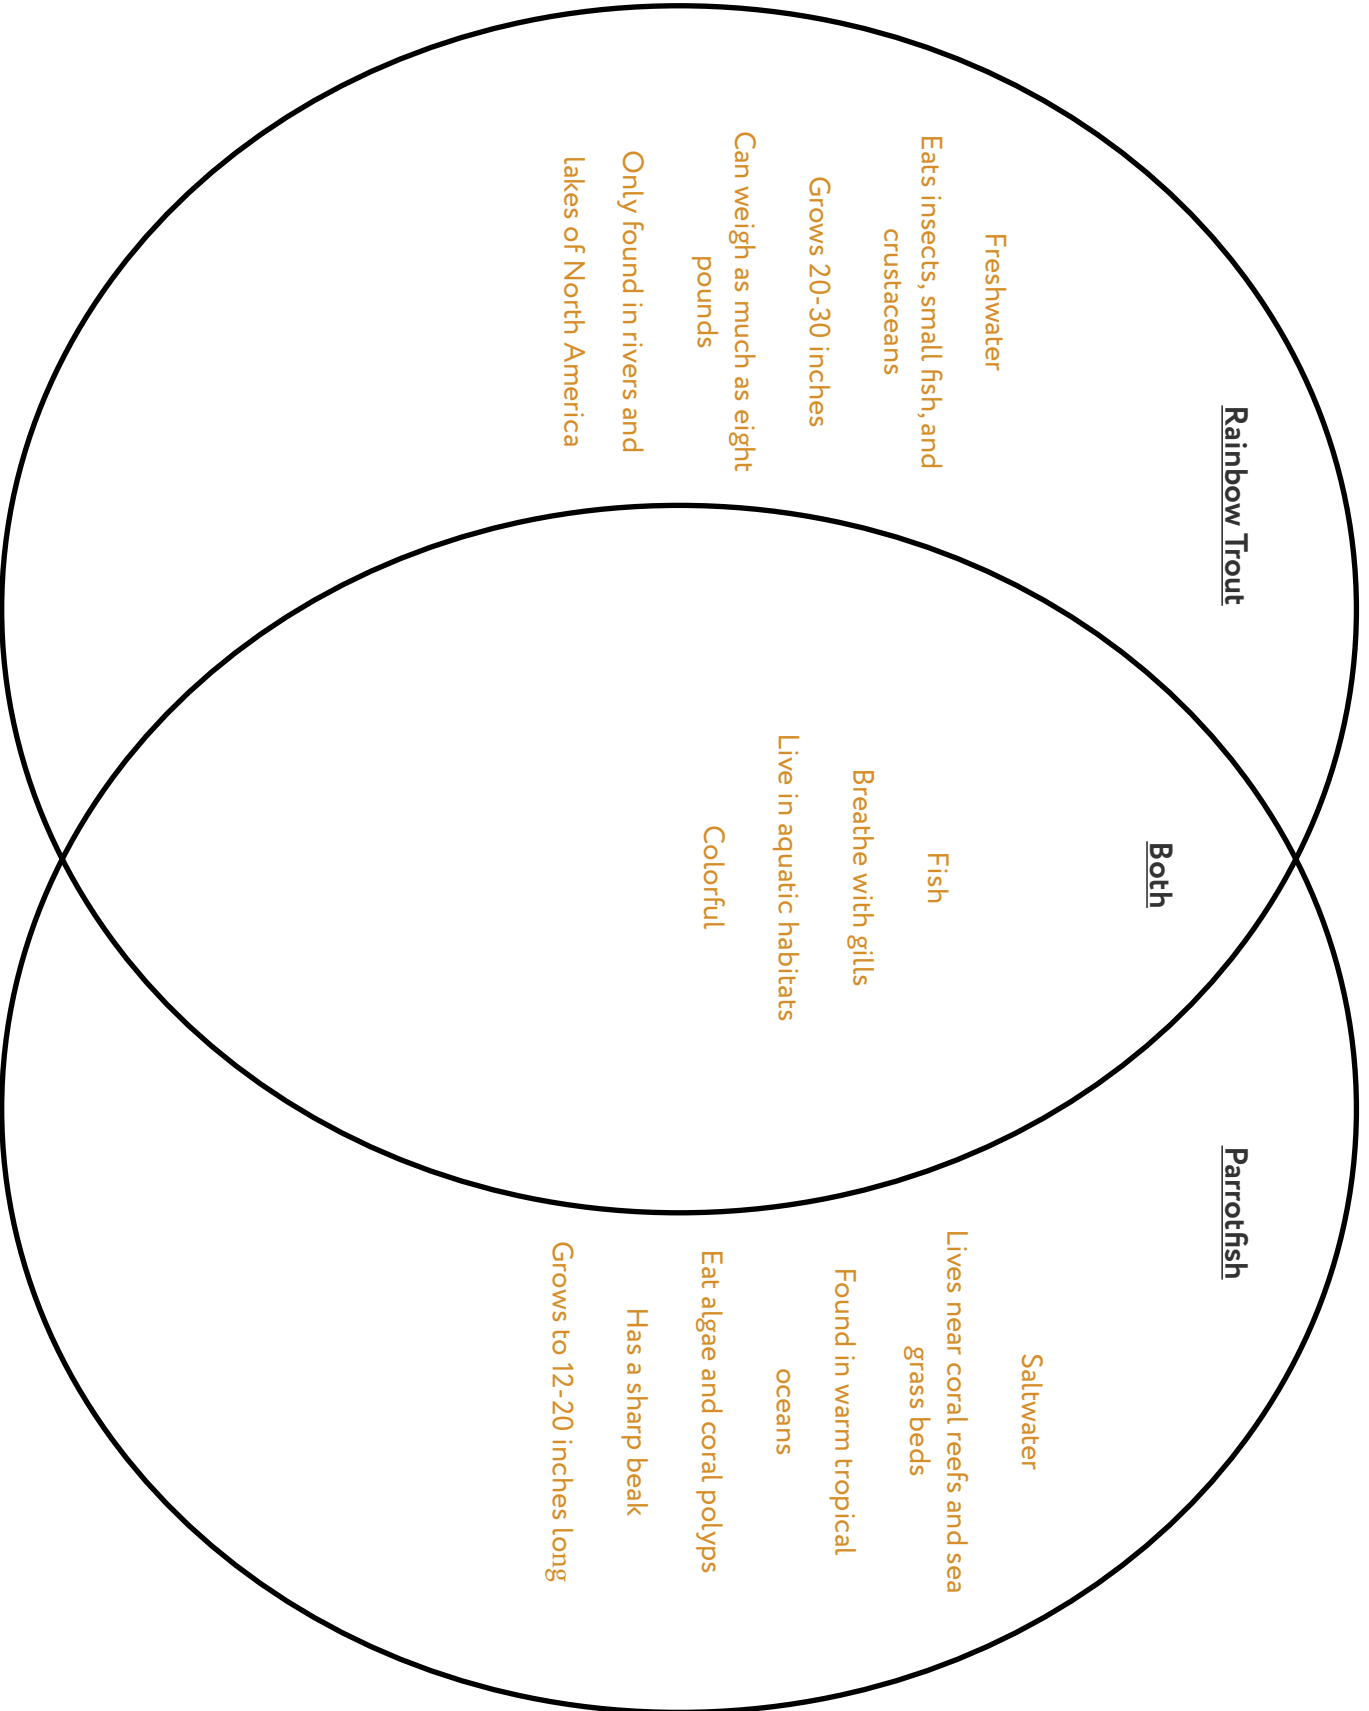 Rainbow Trout
Freshwater
Eats insects, small fish, and
crustaceans
Grows 20-30 inches
Can weigh as much as eight
pounds
Only found in rivers and
lakes of North America
Both
Fish
Breathe with gills
Live in aquatic habitats
Colorful
Parrotfish
Saltwater
Lives near coral reefs and sea
grass beds
Found in warm tropical
oceans
Eat algae and coral polyps
Has a sharp beak
Grows to 12-20 inches long